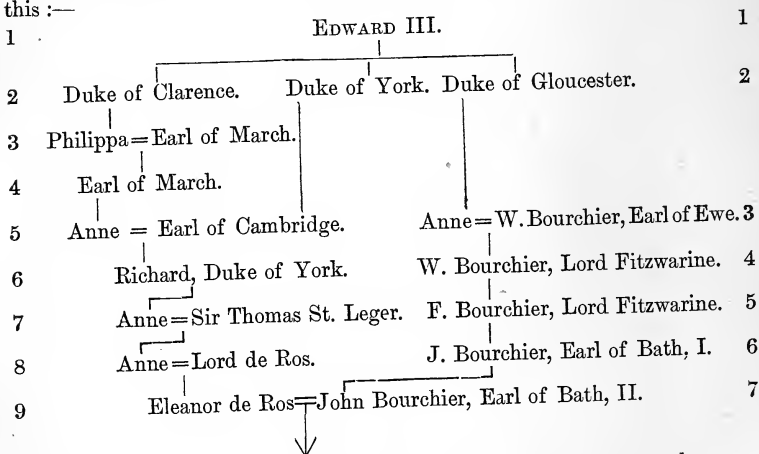 this :—
1 EDWARD III. 1
2 Duke of Clarence. Duke of York. Duke of Gloucester. 2
3 Philippa=Earl of March.
4 Earl of March.
5 Anne = Earl of Cambridge. Anne=W. Bourchier, Earl of Ewe. 3
6 Richard, Duke of York. W. Bourchier, Lord Fitzwarine. 4
7 Anne=Sir Thomas St. Leger. F. Bourchier, Lord Fitzwarine. 5
8 Anne=Lord de Ros. J. Bourchier, Earl of Bath, I. 6
9 Eleanor de Ros=John Bourchier, Earl of Bath, II. 7